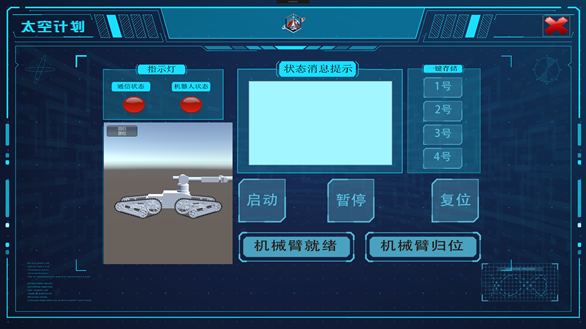 太空计划
指示灯
通信状态
机器人状态
状态消息提示
一键存储
1号
2号
3号
4号
启动
暂停
复位
机械臂就绪
机械臂归位